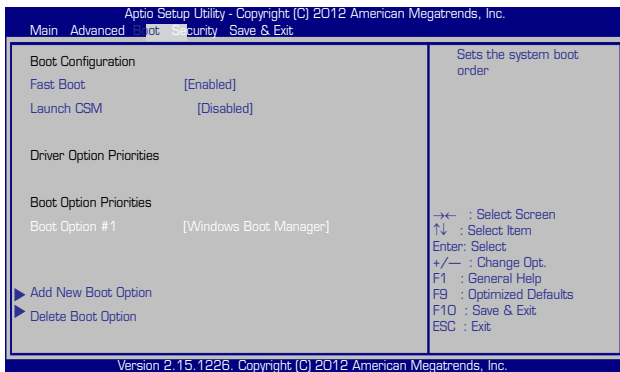 Aptio Setup Utility - Copyright (C) 2012 American Megatrends, Inc.
Main Advanced Boot Security Save & Exit
Boot Configuration
Fast Boot [Enabled]
Launch CSM [Disabled]
Driver Option Priorities
Boot Option Priorities
Boot Option #1 [Windows Boot Manager]
Add New Boot Option
Delete Boot Option
Sets the system boot
order
→← : Select Screen
↑↓ : Select Item
Enter: Select
+/— : Change Opt.
F1 : General Help
F9 : Optimized Defaults
F10 : Save & Exit
ESC : Exit
Version 2.15.1226. Copyright (C) 2012 American Megatrends, Inc.